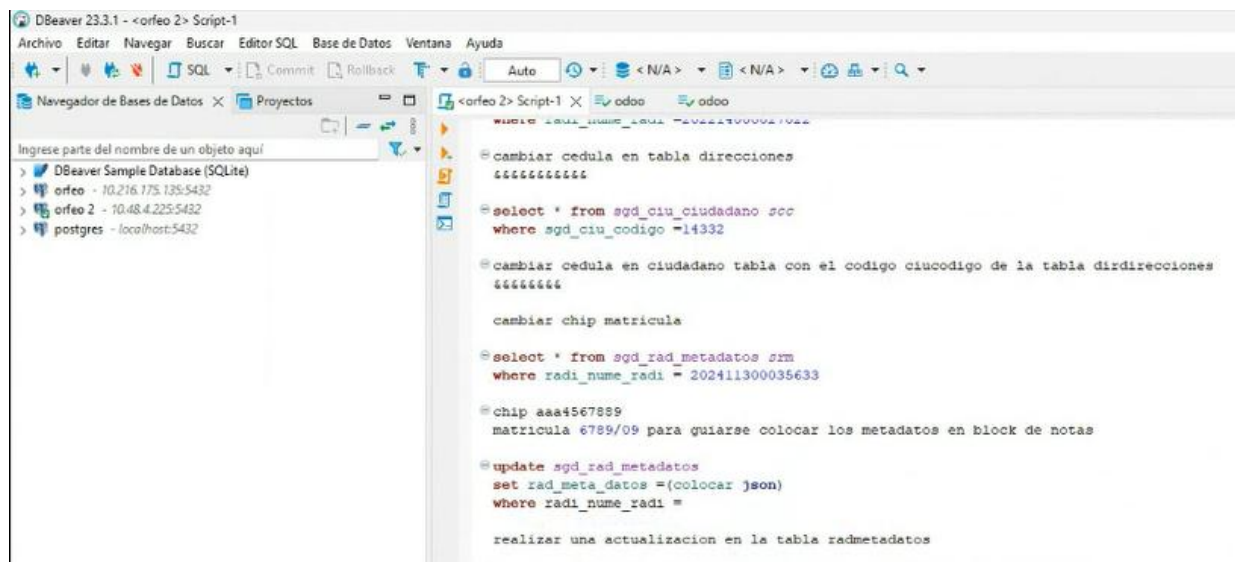 DBeaver 23.3.1 - <orfeo 2> Script-1
Archivo Editar Navegar Buscar Editor SQL Base de Datos Ventana Ayuda
SQL Commit Rollback Auto <N/A> <N/A>
Navegador de Bases de Datos Proyectos
<orfeo 2> Script-1 odoo odoo
Ingrese parte del nombre de un objeto aquí
DBeaver Sample Database (SQLite)
orfeo - 10.216.175.135:5432
orfeo 2 - 10.48.4.225:5432
postgres - localhost:5432
where radi_nume_radi =
cambiar cedula en tabla direcciones
&&&&&&&&&&&
select * from sgd_ciu_ciudadano scc
where sgd_ciu_codigo =14332
cambiar cedula en ciudadano tabla con el codigo ciucodigo de la tabla dirdirecciones
&&&&&&&&
cambiar chip matricula
select * from sgd_rad_metadatos srm
where radi_nume_radi = 202411300035633
chip aaa4567889
matricula 6789/09 para guiarse colocar los metadatos en block de notas
update sgd_rad_metadatos
set rad_meta_datos =(colocar json)
where radi_nume_radi =
realizar una actualizacion en la tabla radmetadatos